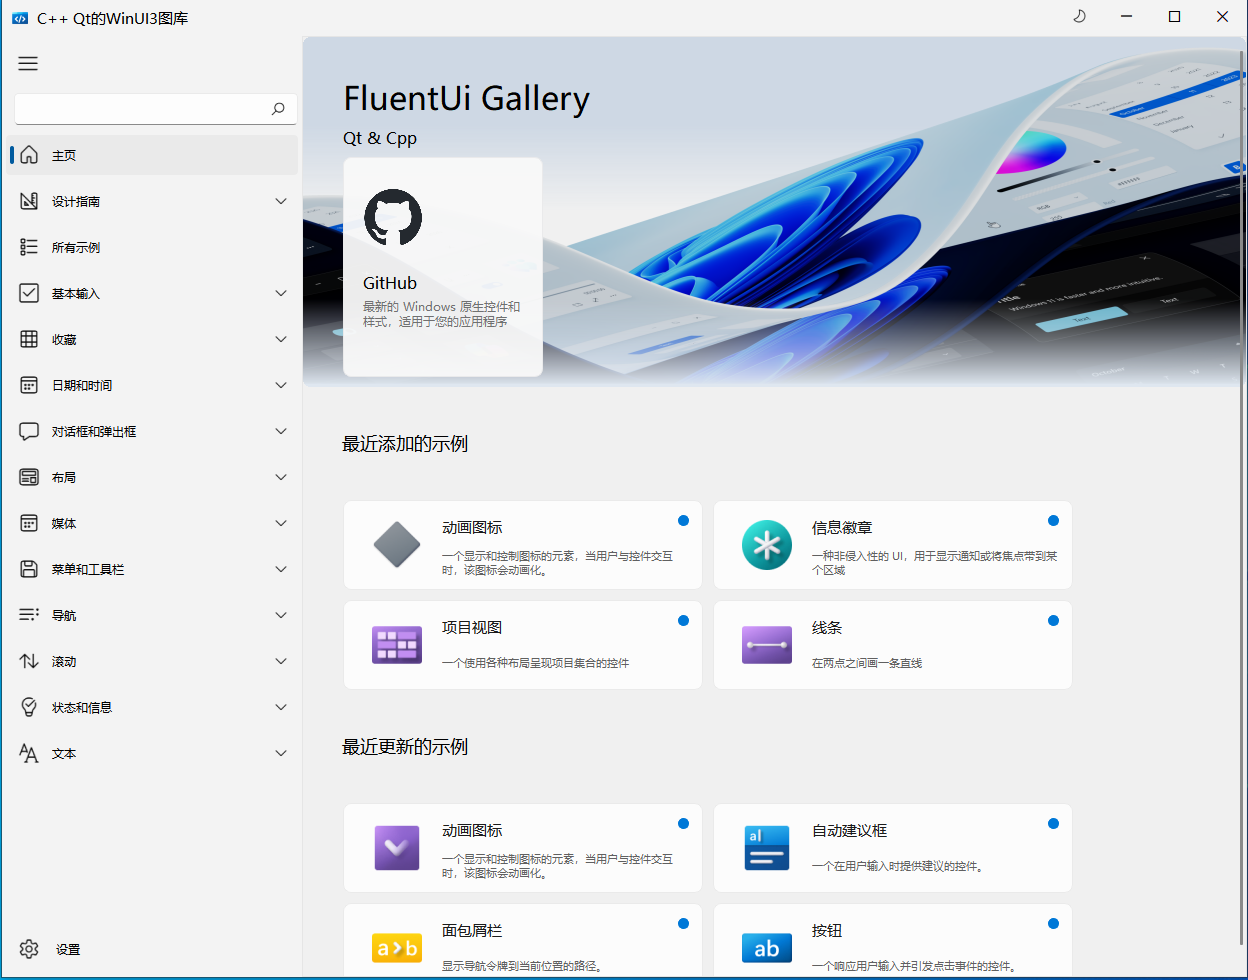 C++ Qt的WinUI3图库
主页
设计指南
所有示例
基本输入
收藏
日期和时间
对话框和弹出框
布局
媒体
菜单和工具栏
导航
滚动
状态和信息
文本
设置
FluentUi Gallery
Qt & Cpp
GitHub
最新的 Windows 原生控件和
样式，适用于您的应用程序
Windows 11 is faster and more intuitive.
Text
Text
最近添加的示例
动画图标
一个显示和控制图标的元素，当用户与控件交互
时，该图标会动画化。
信息徽章
一种非侵入性的 UI，用于显示通知或将焦点带到某
个区域
项目视图
一个使用各种布局呈现项目集合的控件
线条
在两点之间画一条直线
最近更新的示例
动画图标
一个显示和控制图标的元素，当用户与控件交互
时，该图标会动画化。
al
自动建议框
一个在用户输入时提供建议的控件。
a>b
面包屑栏
显示导航令牌到当前位置的路径。
ab
按钮
一个响应用户输入并引发点击事件的控件。